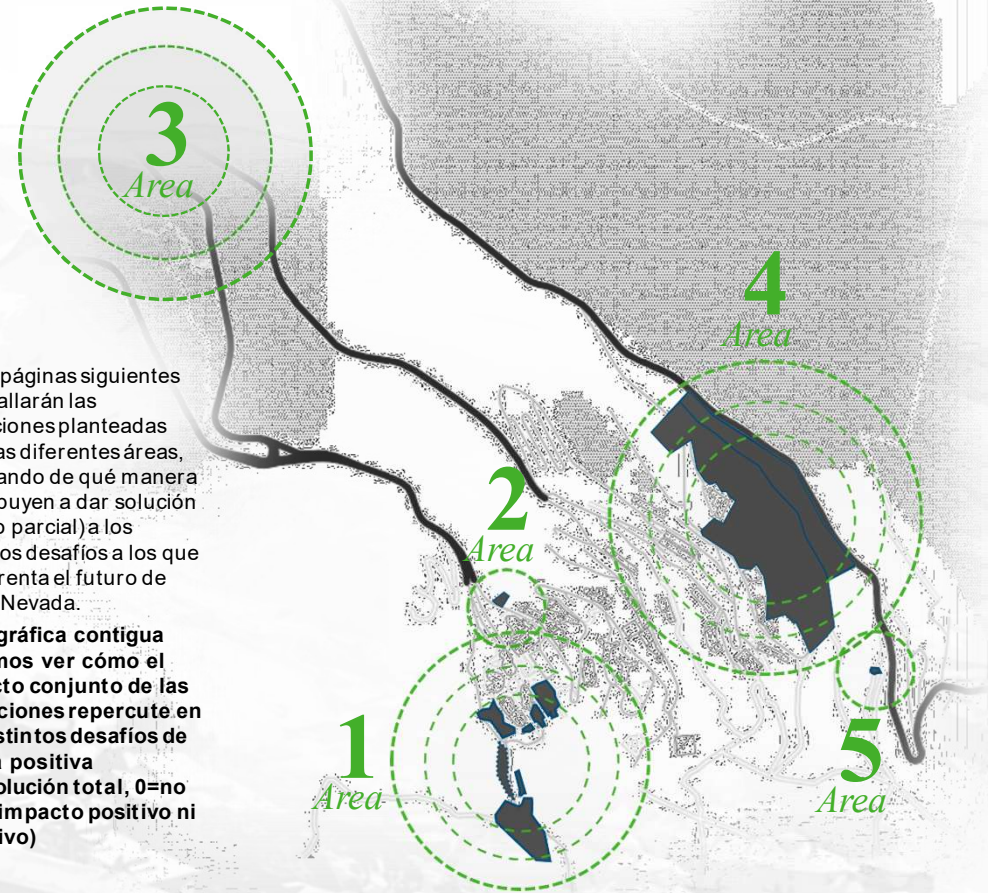 3
Area
4
Area
páginas siguientes
allarán las
ciones planteadas
as diferentes áreas,
ando de qué manera
buyen a dar solución
o parcial) a los
os desafíos a los que
renta el futuro de
Nevada.
gráfica contigua
mos ver cómo el
cto conjunto de las
ciones repercute en
stintos desafíos de
a positiva
olución total, 0=no
impacto positivo ni
tivo)
2
Area
1
Area
5
Area